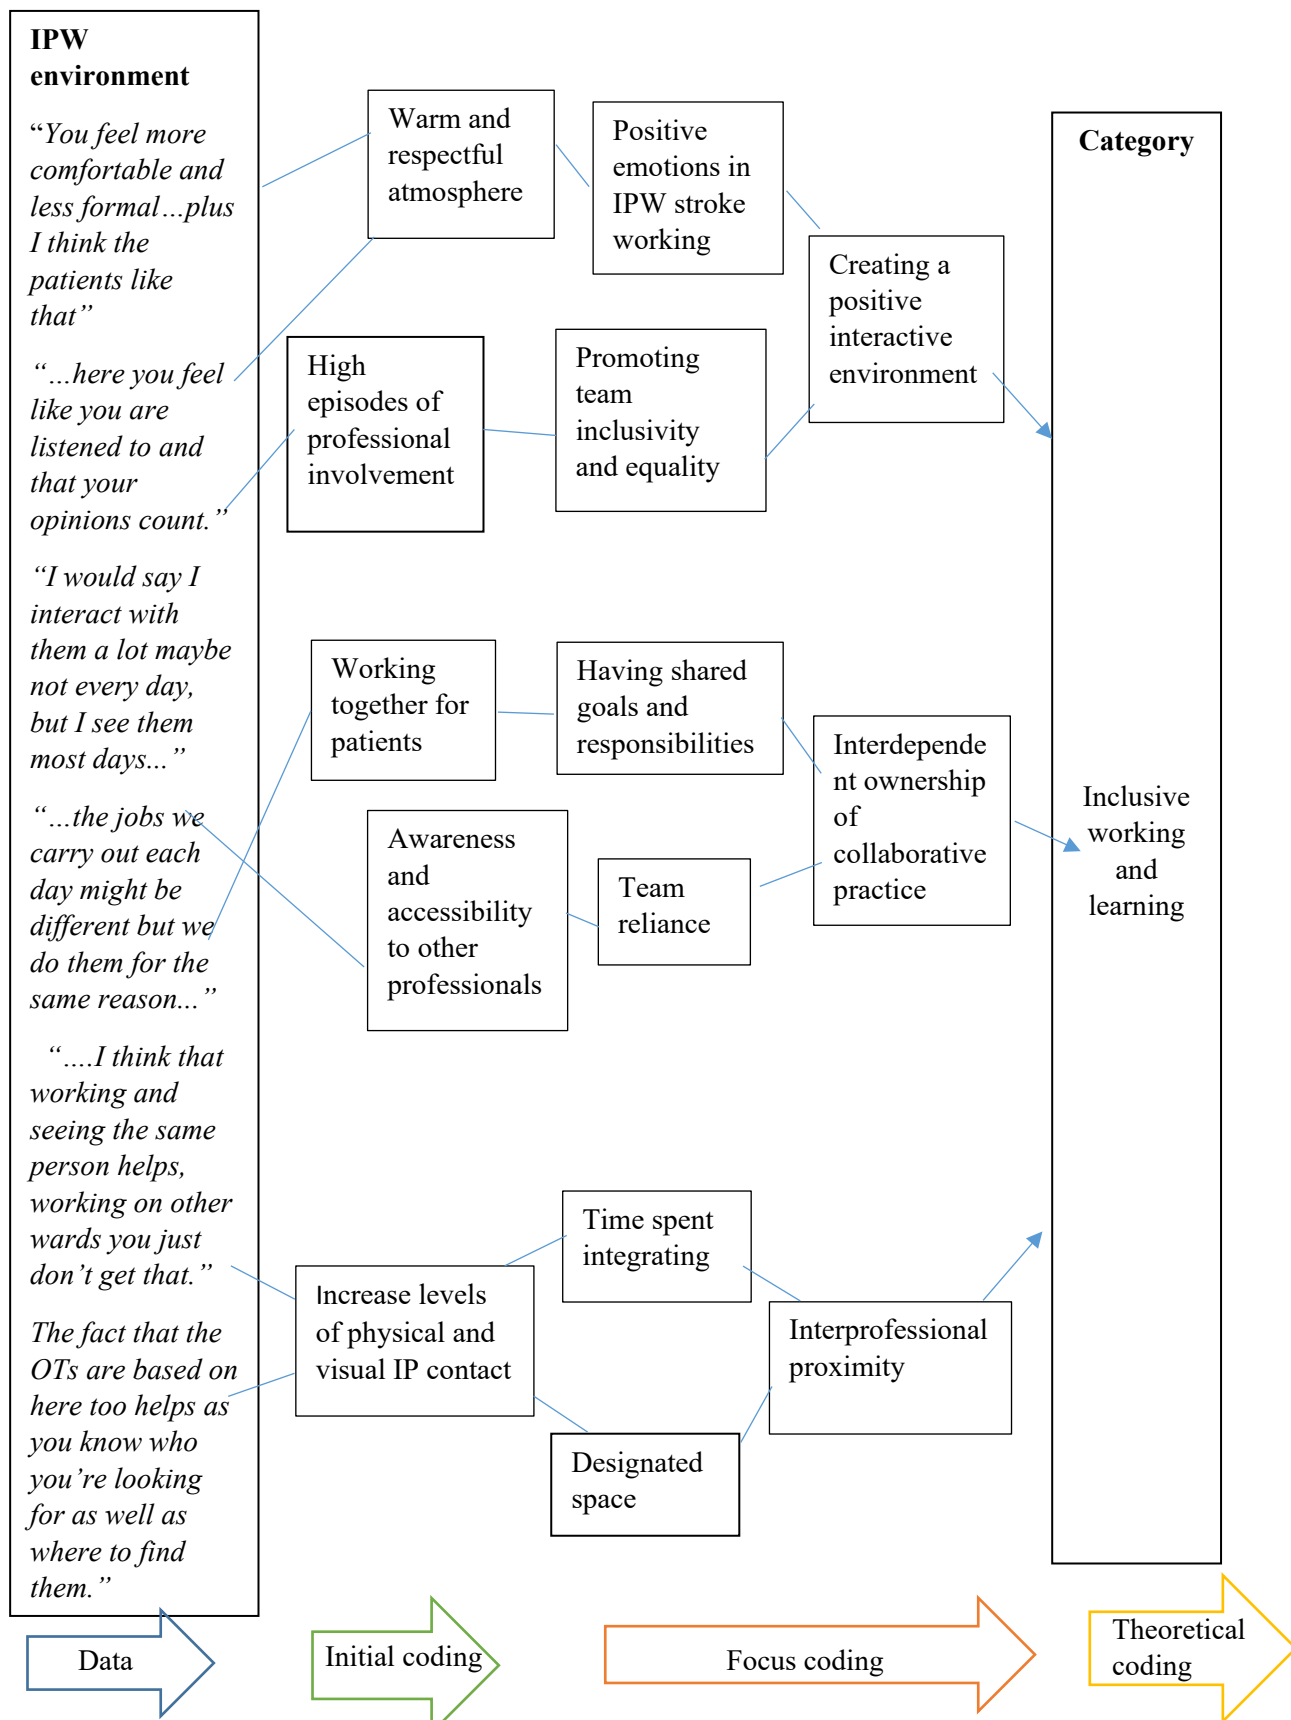 IPW
environment
“You feel more
comfortable and
less formal…plus
I think the
patients like
that”
“…here you feel
like you are
listened to and
that your
opinions count.”
“I would say I
interact with
them a lot maybe
not every day,
but I see them
most days...”
“…the jobs we
carry out each
day might be
different but we
do them for the
same reason...”
“….I think that
working and
seeing the same
person helps,
working on other
wards you just
don’t get that.”
The fact that the
OTs are based on
here too helps as
you know who
you’re looking
for as well as
where to find
them.”
Warm and
respectful
atmosphere
High
episodes of
professional
involvement
Working
together for
patients
Awareness
and
accessibility
to other
professionals
Increase levels
of physical and
visual IP contact
Positive
emotions in
IPW stroke
working
Promoting
team
inclusivity
and equality
Having shared
goals and
responsibilities
Team
reliance
Time spent
integrating
Designated
space
Creating a
positive
interactive
environment
Interdepende
nt ownership
of
collaborative
practice
Interprofessional
proximity
Category
Inclusive
working
and
learning
Data
Initial coding
Focus coding
Theoretical
coding